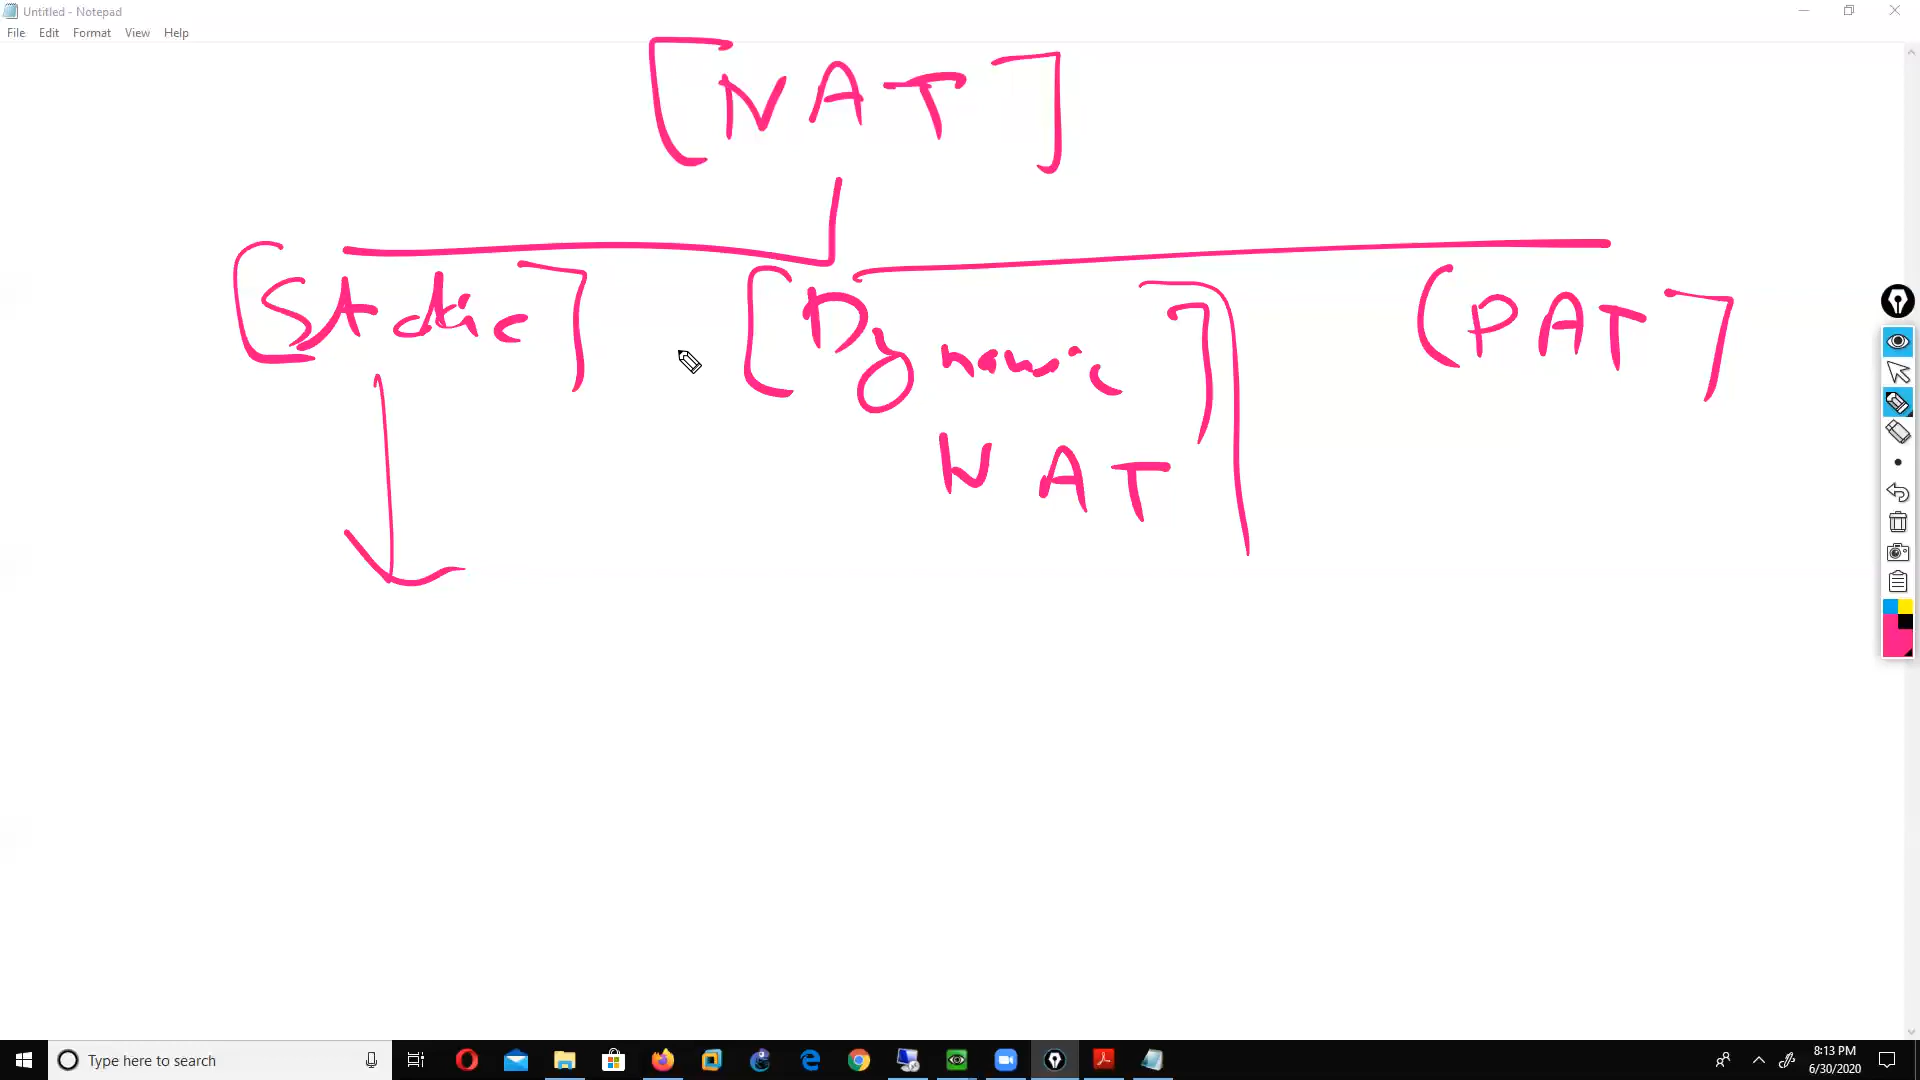 Untitled - Notepad
File Edit Format View Help
[NAT]
[Static] [Dynamic] (PAT]
NAT
Type here to search
8:13 PM
6/30/2020